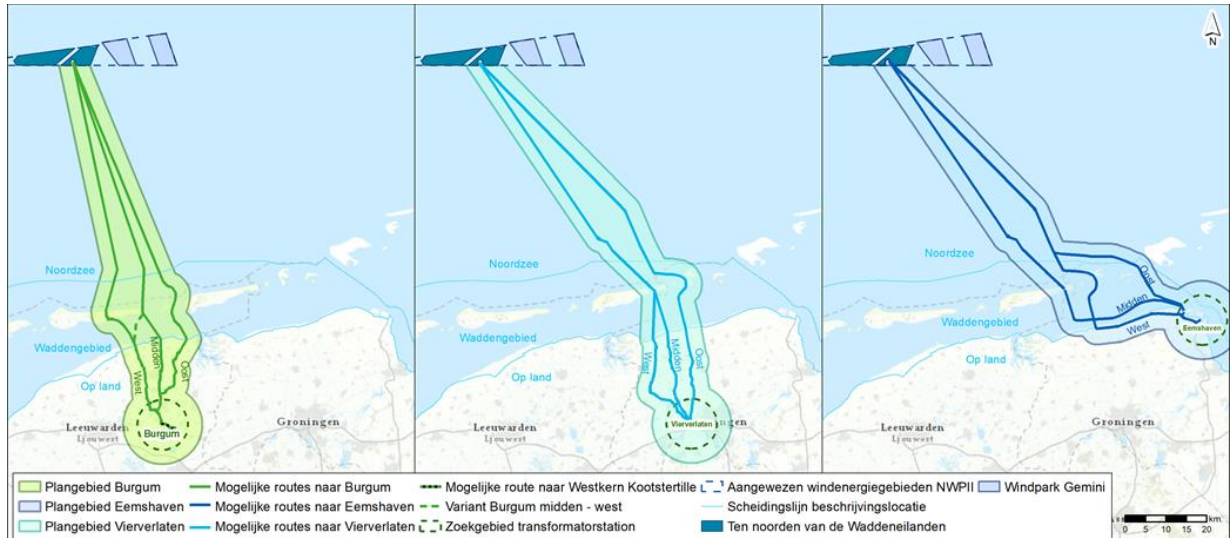 N
Noordzee
Waddengebied
Op land
West
Midden
Oost
Burgum
Leeuwarden
Ljouwert
Groningen
Noordzee
Waddengebied
Op land
West
Midden
Oost
Vierverlaten
Leeuwarden
Ljouwert
ningen
Noordzee
Waddengebied
Op land
Oost
Midden
West
Eemshaven
Leeuwarden
Ljouwert
Groningen
Plangebied Burgum
Mogelijke routes naar Burgum
Mogelijke route naar Westkern Kootstertille
Aangewezen windenergiegebieden NWPII
Windpark Gemini
Plangebied Eemshaven
Mogelijke routes naar Eemshaven
Variant Burgum midden - west
Scheidingslijn beschrijvingslocatie
Plangebied Vierverlaten
Mogelijke routes naar Vierverlaten
Zoekgebied transformatorstation
Ten noorden van de Waddeneilanden
0 5 10 15 20
km